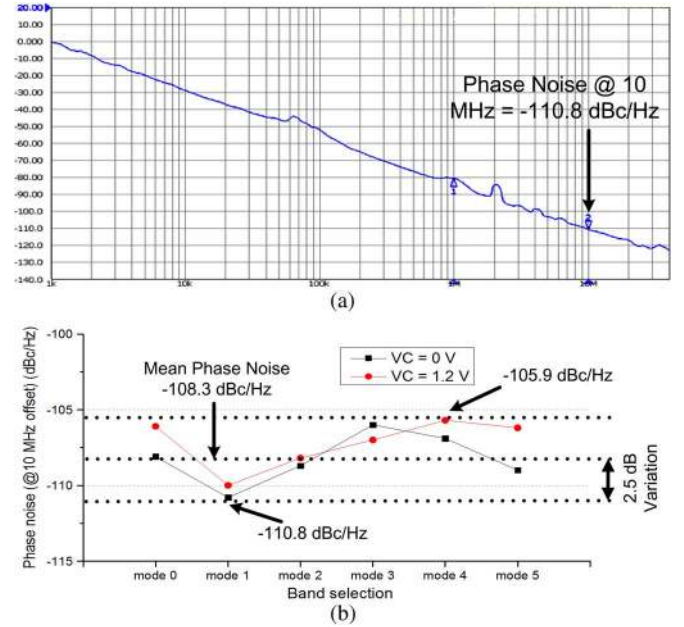 20.00
0.000
-10.00
-20.00
-30.00
-40.00
-50.00
-60.00
-70.00
-80.00
-90.00
-100.0
-110.0
-120.0
-130.0
-140.0
Phase Noise @ 10
MHz = -110.8 dBc/Hz
1
2
1k 10k 100k 1M 10M
(a)
Phase noise (@10 MHz offset) (dBc/Hz)
-100
-105
-110
-115
VC = 0 V
VC = 1.2 V
Mean Phase Noise
-108.3 dBc/Hz
-105.9 dBc/Hz
-110.8 dBc/Hz
2.5 dB
Variation
mode 0 mode 1 mode 2 mode 3 mode 4 mode 5
Band selection
(b)